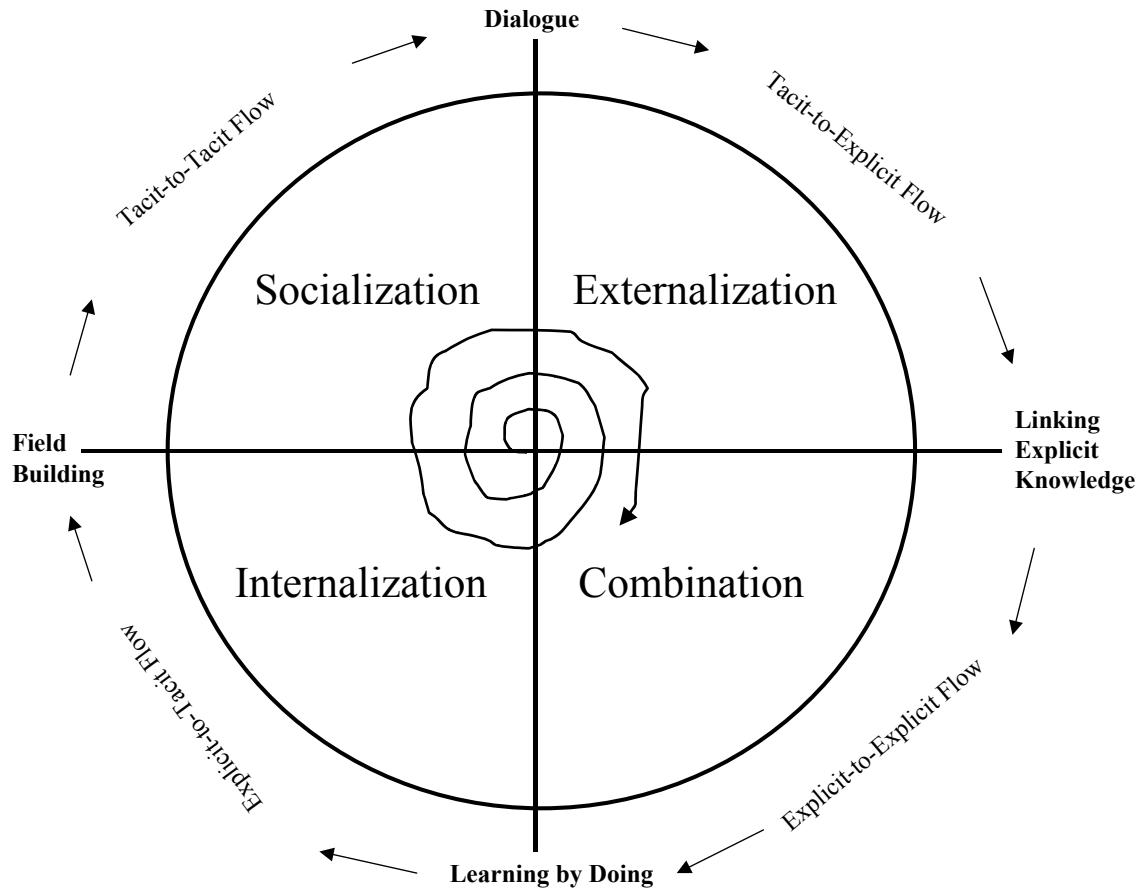 Dialogue
Tacit-to-Tacit Flow
Tacit-to-Explicit Flow
Socialization
Externalization
Field
Building
Linking
Explicit
Knowledge
Internalization
Combination
Explicit-to-Tacit Flow
Explicit-to-Explicit Flow
Learning by Doing